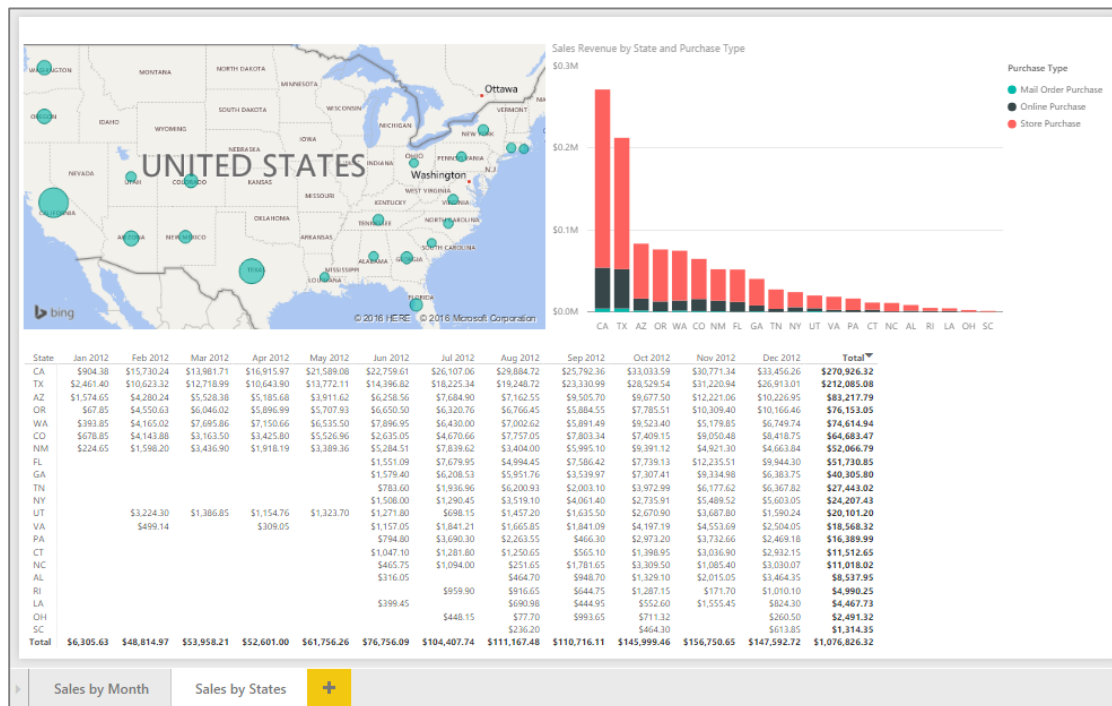 WASHINGTON
MONTANA
NORTH DAKOTA
MINNESOTA
Ottawa
OREGON
IDAHO
SOUTH DAKOTA
WISCONSIN
MICHIGAN
VERMONT
WYOMING
NEW YORK
IOWA
NEBRASKA
UNITED STATES
NEVADA
UTAH
COLORADO
KANSAS
INDIANA
OHIO
PENNSYLVANIA
N.J.
Washington
WEST VIRGINIA
MISSOURI
KENTUCKY
VIRGINIA
CALIFORNIA
OKLAHOMA
TENNESSEE
NORTH CAROLINA
ARIZONA
NEW MEXICO
ARKANSAS
SOUTH CAROLINA
TEXAS
MISSISSIPPI
ALABAMA
GEORGIA
LOUISIANA
FLORIDA
bing
© 2016 HERE © 2016 Microsoft Corporation
Sales Revenue by State and Purchase Type
$0.3M
$0.2M
$0.1M
$0.0M
CA TX AZ OR WA CO NM FL GA TN NY UT VA PA CT NC AL RI LA OH SC
Purchase Type
Mail Order Purchase
Online Purchase
Store Purchase
State Jan 2012 Feb 2012 Mar 2012 Apr 2012 May 2012 Jun 2012 Jul 2012 Aug 2012 Sep 2012 Oct 2012 Nov 2012 Dec 2012 Total
CA $904.38 $15,730.24 $13,981.71 $16,915.97 $21,589.08 $22,759.61 $26,107.06 $29,884.72 $25,792.36 $33,033.59 $30,771.34 $33,456.26 $270,926.32
TX $2,461.40 $10,623.32 $12,718.99 $10,643.90 $13,772.11 $14,396.82 $18,225.34 $19,248.72 $23,330.99 $28,529.54 $31,220.94 $26,913.01 $212,085.08
AZ $1,574.65 $4,280.24 $5,528.38 $5,185.68 $3,911.62 $6,258.56 $7,684.90 $7,162.55 $9,505.70 $9,677.50 $12,221.06 $10,226.95 $83,217.79
OR $67.85 $4,550.63 $6,046.02 $5,896.99 $5,707.93 $6,650.50 $6,320.76 $6,766.45 $5,884.55 $7,785.51 $10,309.40 $10,166.46 $76,153.05
WA $393.85 $4,165.02 $7,695.86 $7,150.66 $6,535.50 $7,896.95 $6,430.00 $7,002.62 $5,891.49 $9,523.40 $5,179.85 $6,749.74 $74,614.94
CO $678.85 $4,143.88 $3,163.50 $3,425.80 $5,526.96 $2,635.05 $4,670.66 $7,757.05 $7,803.34 $7,409.15 $9,050.48 $8,418.75 $64,683.47
NM $224.65 $1,598.20 $3,436.90 $1,918.19 $3,389.36 $5,284.51 $7,839.62 $3,404.00 $5,995.10 $9,391.12 $4,921.30 $4,663.84 $52,066.79
FL $1,551.09 $7,679.95 $4,994.45 $7,586.42 $7,739.13 $12,235.51 $9,944.30 $51,730.85
GA $1,579.40 $6,208.53 $5,951.76 $3,539.97 $7,307.41 $9,334.98 $6,383.75 $40,305.80
TN $783.60 $1,936.96 $6,200.93 $2,003.10 $3,972.99 $6,177.62 $6,367.82 $27,443.02
NY $1,508.00 $1,290.45 $3,519.10 $4,061.40 $2,735.91 $5,489.52 $5,603.05 $24,207.43
UT $3,224.30 $1,386.85 $1,154.76 $1,323.70 $1,271.80 $698.15 $1,457.20 $1,635.50 $2,670.90 $3,687.80 $1,590.24 $20,101.20
VA $499.14 $309.05 $1,157.05 $1,841.21 $1,665.85 $1,841.09 $4,197.19 $4,553.69 $2,504.05 $18,568.32
PA $794.80 $3,690.30 $2,263.55 $466.30 $2,973.20 $3,732.66 $2,469.18 $16,389.99
CT $1,047.10 $1,281.80 $1,250.65 $565.10 $1,398.95 $3,036.90 $2,932.15 $11,512.65
NC $465.75 $1,094.00 $251.65 $1,781.65 $3,309.50 $1,085.40 $3,030.07 $11,018.02
AL $316.05 $464.70 $948.70 $1,329.10 $2,015.05 $3,464.35 $8,537.95
RI $959.90 $916.65 $644.75 $1,287.15 $171.70 $1,010.10 $4,990.25
LA $399.45 $690.98 $444.95 $552.60 $1,555.45 $824.30 $4,467.73
OH $448.15 $77.70 $993.65 $711.32 $260.50 $2,491.32
SC $236.20 $464.30 $613.85 $1,314.35
Total $6,305.63 $48,814.97 $53,958.21 $52,601.00 $61,756.26 $76,756.09 $104,407.74 $111,167.48 $110,716.11 $145,999.46 $156,750.65 $147,592.72 $1,076,826.32
Sales by Month
Sales by States
+